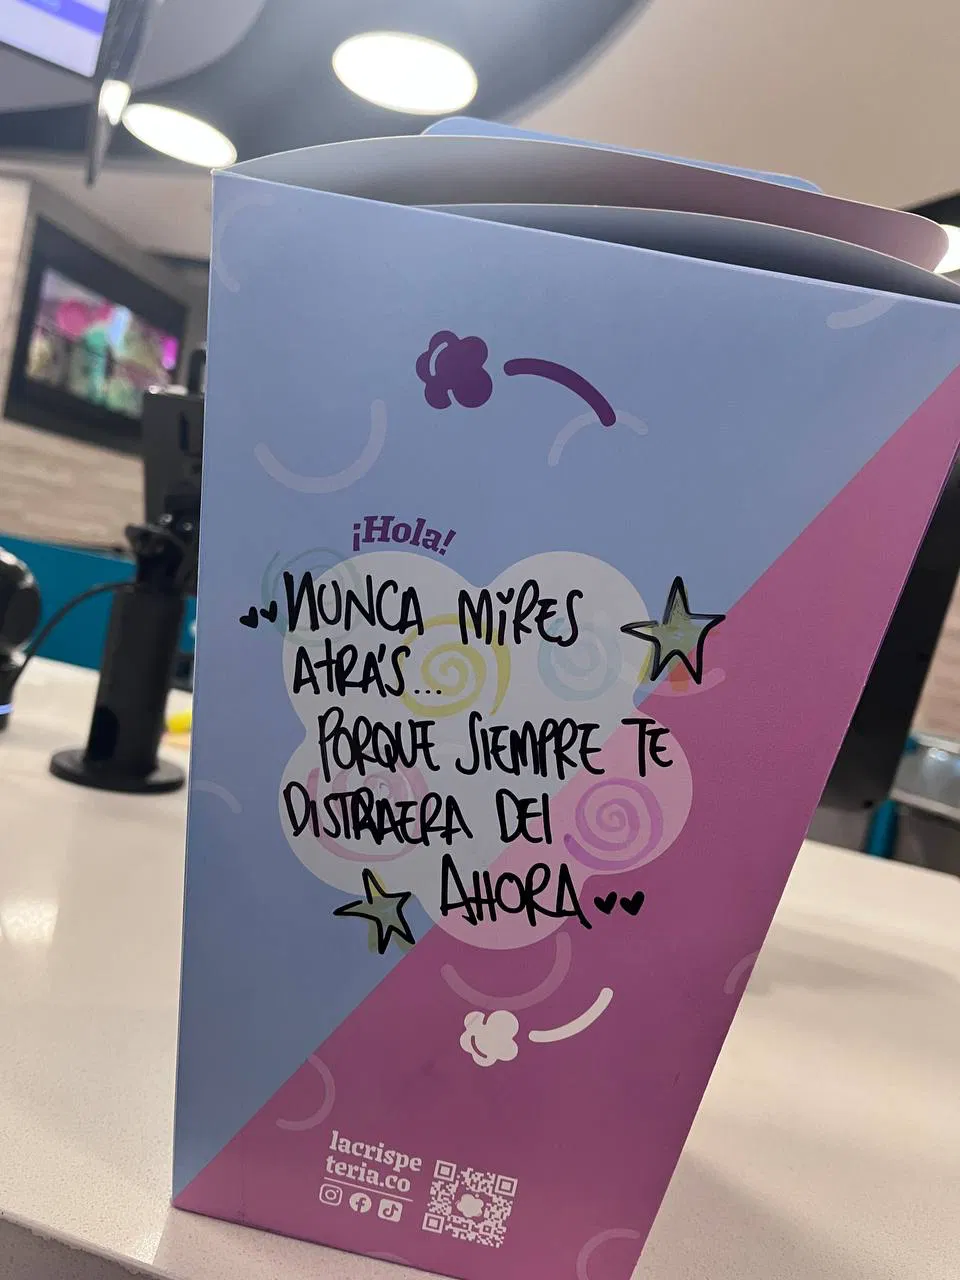 ¡Hola!
NUNCA MIRES
ATRÁS...
PORQUE SIEMPRE TE
DISTRAERA DEL
AHORA
lacrispe
teria.co